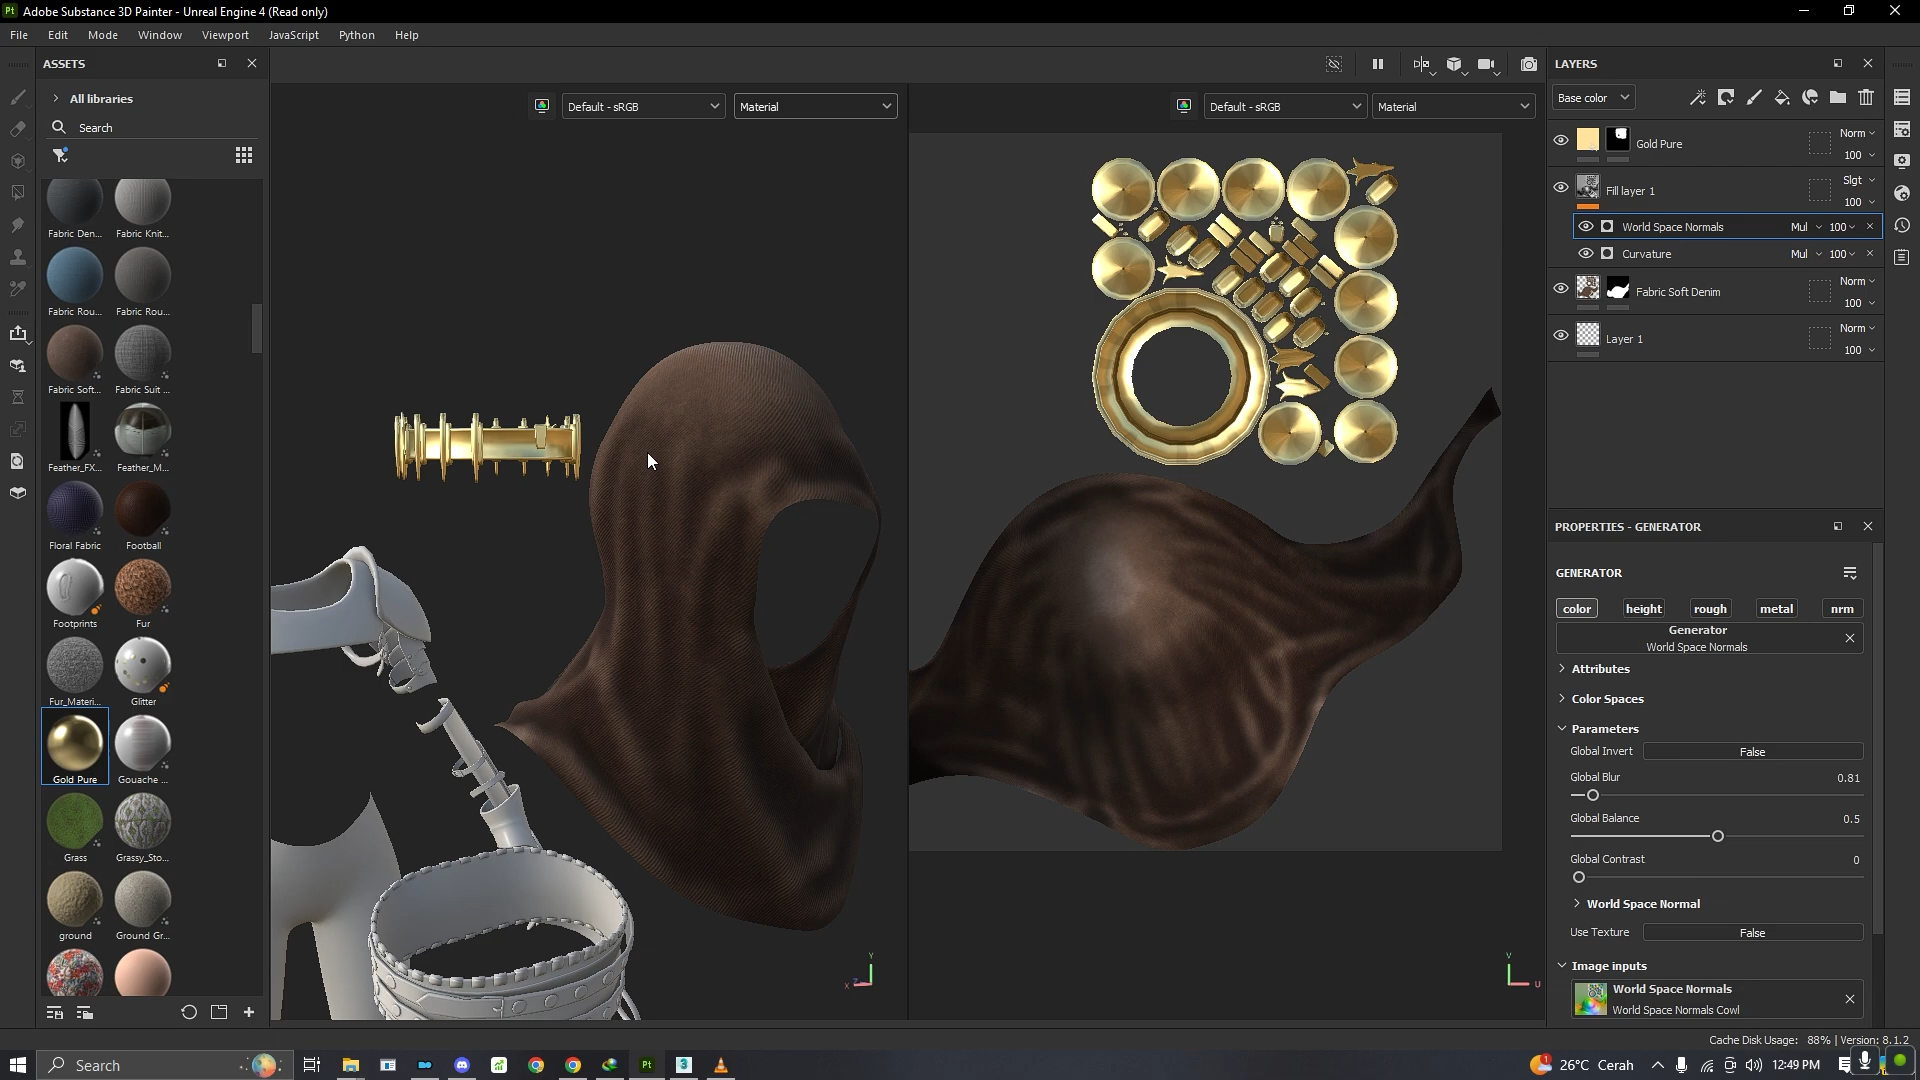 Pt Adobe Substance 3D Painter - Unreal Engine 4 (Read only)
File Edit Mode Window Viewport JavaScript Python Help
ASSETS
All libraries
Search
Fabric Den...
Fabric Knit...
Fabric Rou...
Fabric Rou...
Fabric Soft...
Fabric Suit ...
Feather_FX...
Feather_M...
Floral Fabric
Football
Footprints
Fur
Fur_Materi...
Glitter
Gold Pure
Gouache ...
Grass
Grassy_Sto...
ground
Ground Gr...
Default - sRGB
Material
Default - sRGB
Material
Y
X
Z
V
U
LAYERS
Base color
Gold Pure
Norm
100
Fill layer 1
Slgt
100
World Space Normals Mul 100
Curvature Mul 100
Fabric Soft Denim
Norm
100
Layer 1
Norm
100
PROPERTIES - GENERATOR
GENERATOR
color height rough metal nrm
Generator
World Space Normals
Attributes
Color Spaces
Parameters
Global Invert False
Global Blur 0.81
Global Balance 0.5
Global Contrast 0
World Space Normal
Use Texture False
Image inputs
World Space Normals
World Space Normals Cowl
Cache Disk Usage: 88% | Version: 8.1.2
Search
Pt
3
1
26°C Cerah
12:49 PM